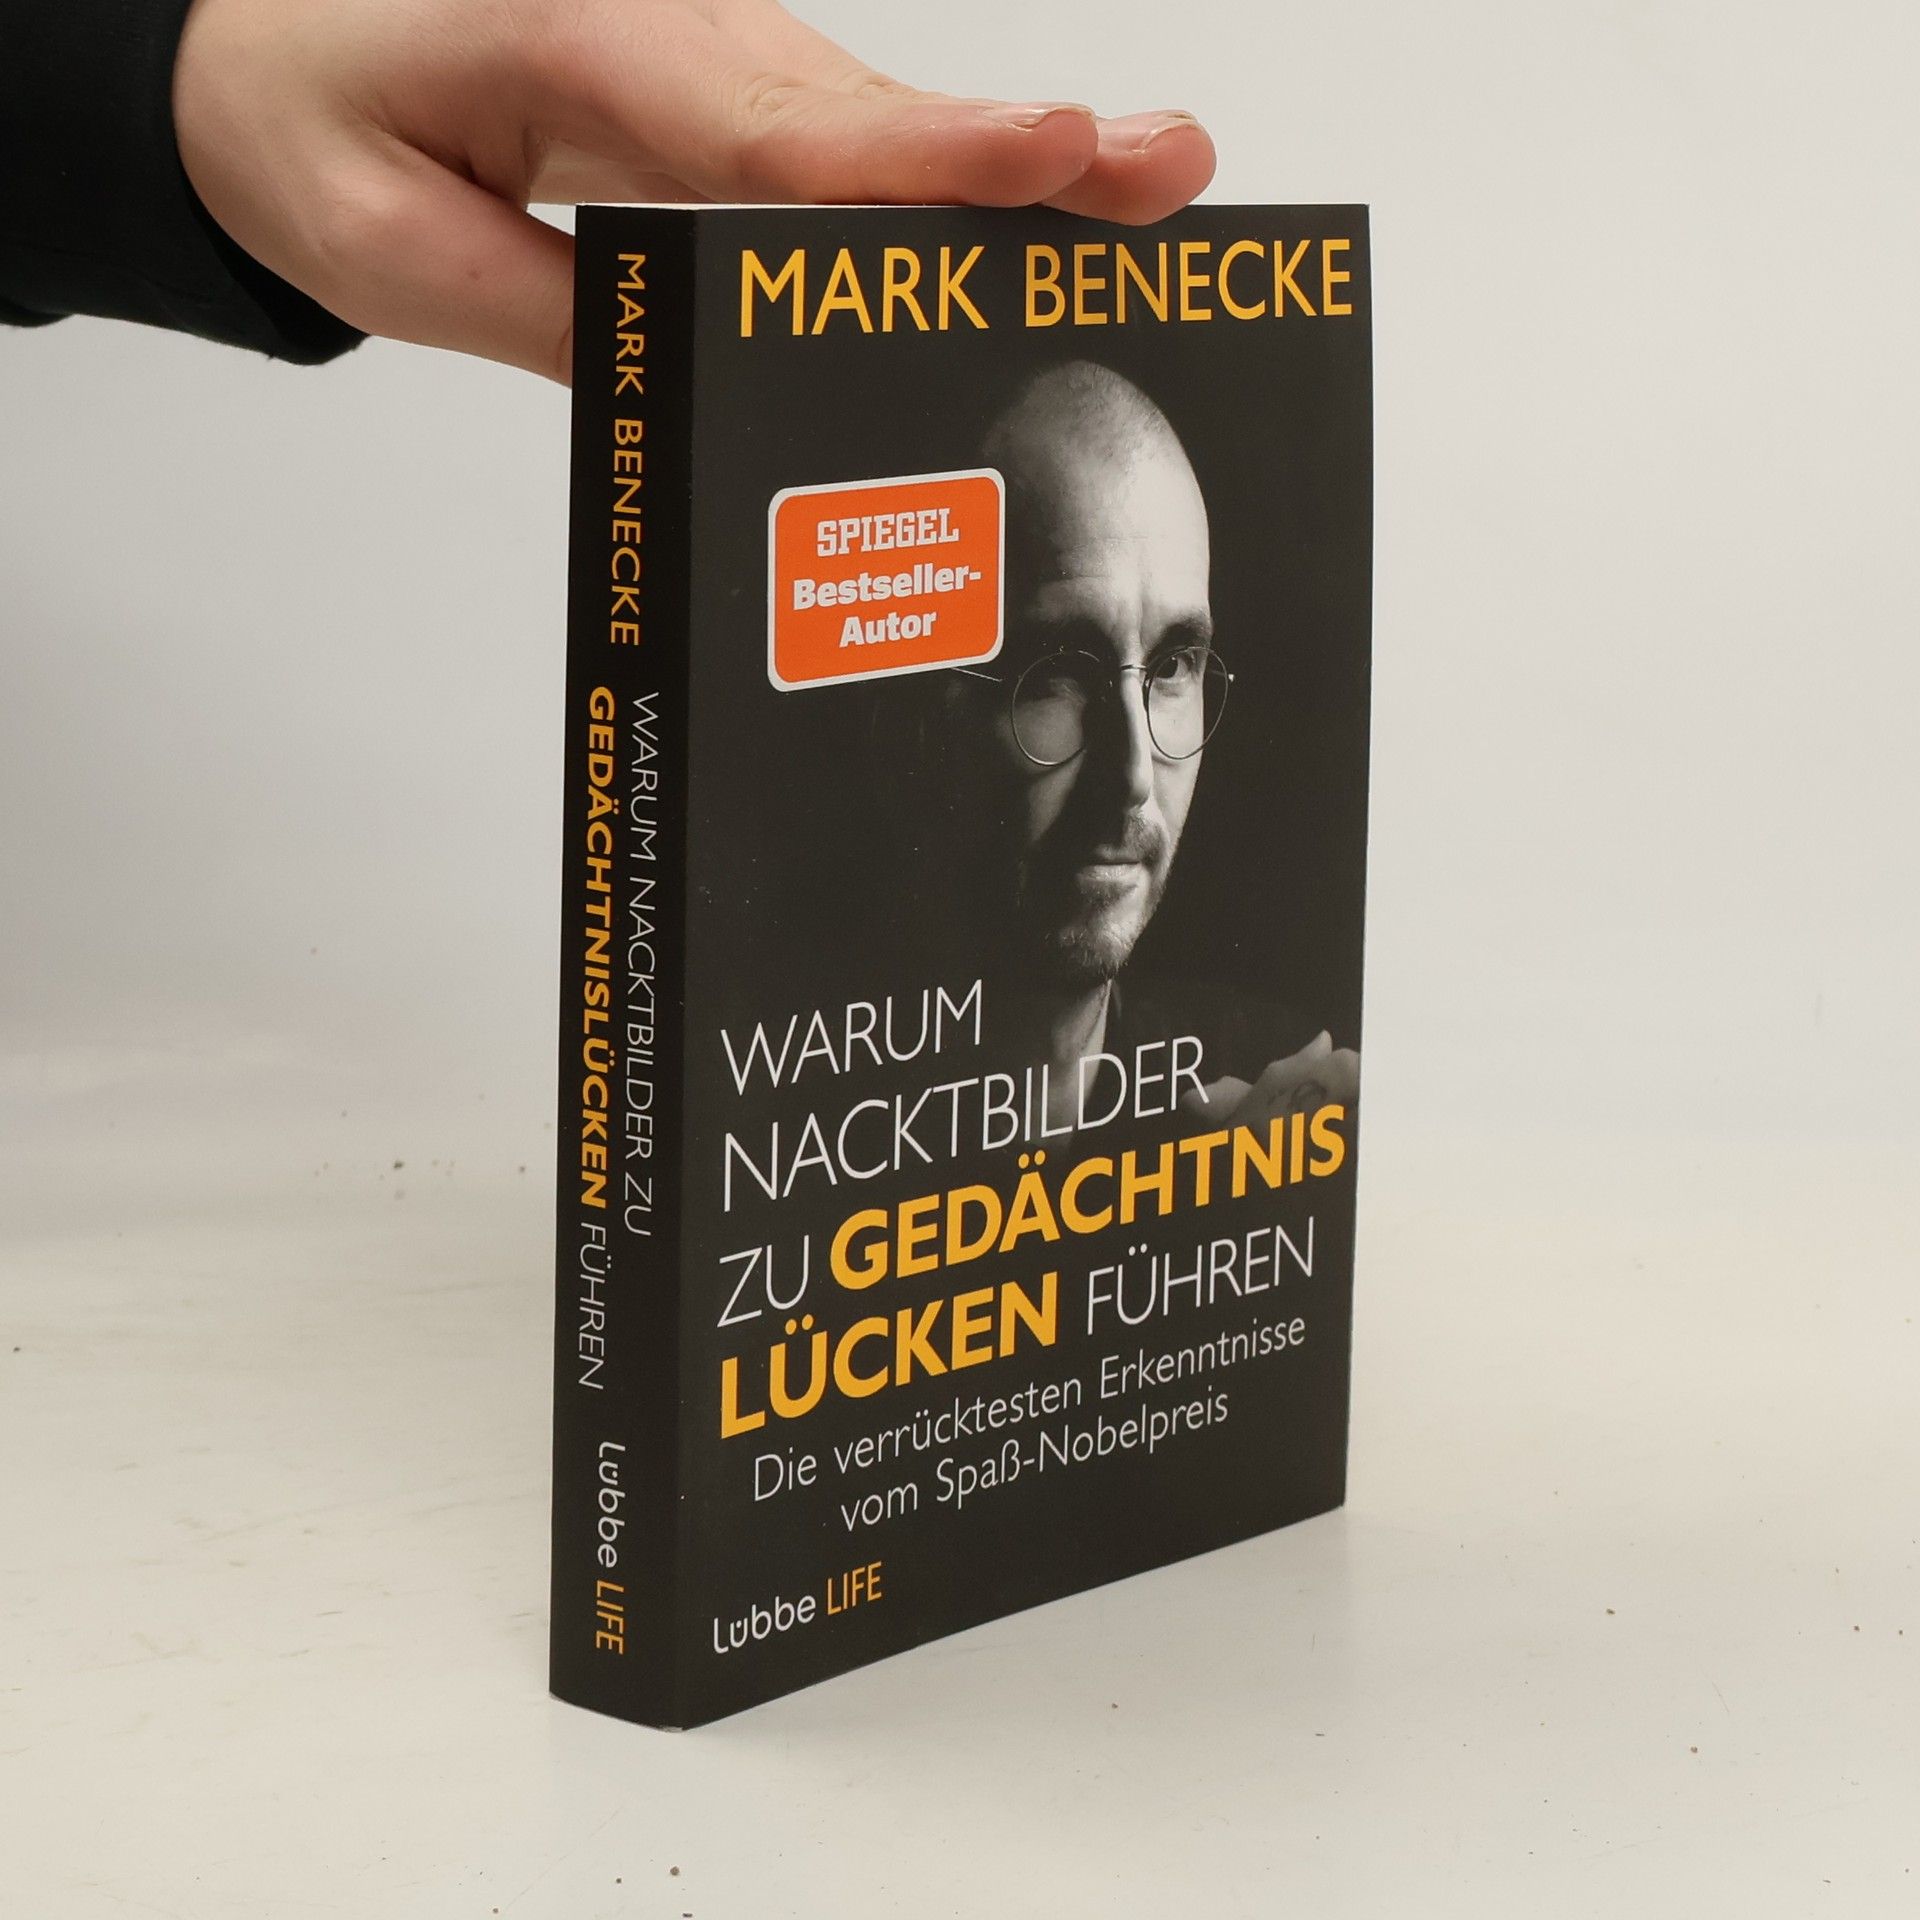 MARK BENECKE
WARUM NACKTBILDER ZU
GEDÄCHTNISLÜCKEN FÜHREN
Lübbe LIFE
MARK BENECKE
SPIEGEL
Bestseller-
Autor
WARUM
NACKTBILDER
ZU GEDÄCHTNIS
LÜCKEN FÜHREN
Die verrücktesten Erkenntnisse
vom Spaß-Nobelpreis
Lübbe LIFE